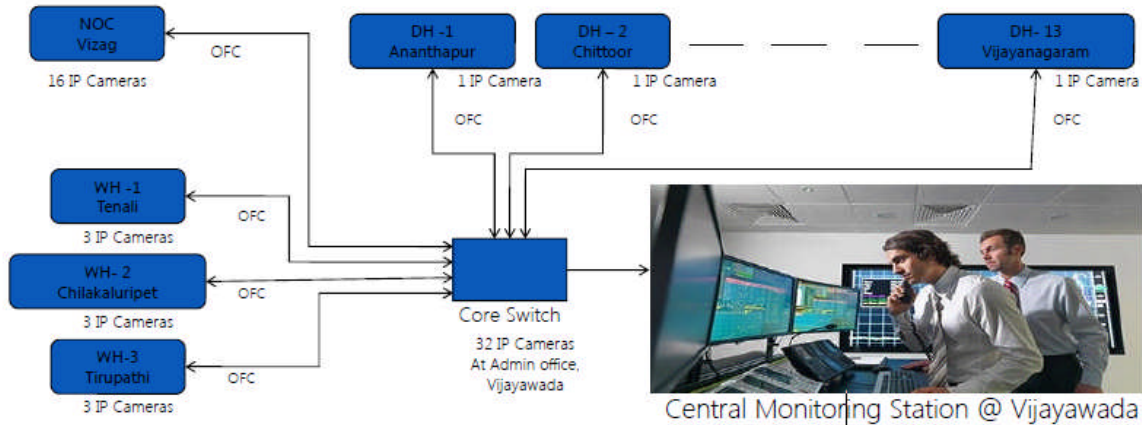 NOC
Vizag
OFC
16 IP Cameras
DH -1
Ananthapur
1 IP Camera
OFC
DH – 2
Chittoor
1 IP Camera
OFC
DH- 13
Vijayanagaram
1 IP Camera
OFC
WH -1
Tenali
OFC
3 IP Cameras
WH- 2
Chilakaluripet
OFC
3 IP Cameras
WH-3
Tirupathi
OFC
3 IP Cameras
Core Switch
32 IP Cameras
At Admin office,
Vijayawada
Central Monitoring Station @ Vijayawada